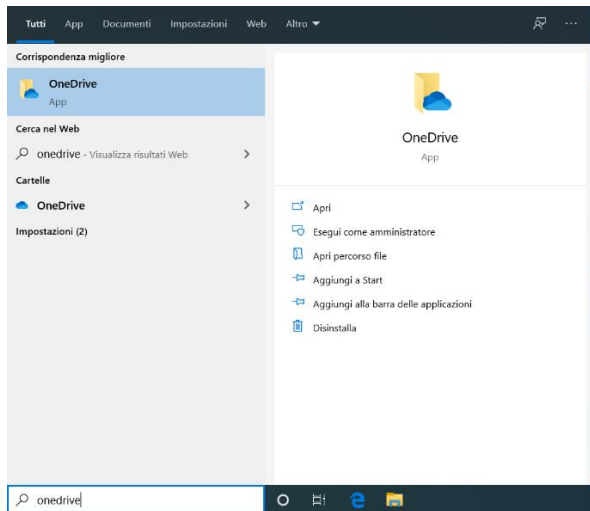 Tutti App Documenti Impostazioni Web Altro
Corrispondenza migliore
OneDrive
App
Cerca nel Web
onedrive - Visualizza risultati Web
Cartelle
OneDrive
Impostazioni (2)
OneDrive
App
Apri
Esegui come amministratore
Apri percorso file
Aggiungi a Start
Aggiungi alla barra delle applicazioni
Disinstalla
onedrive